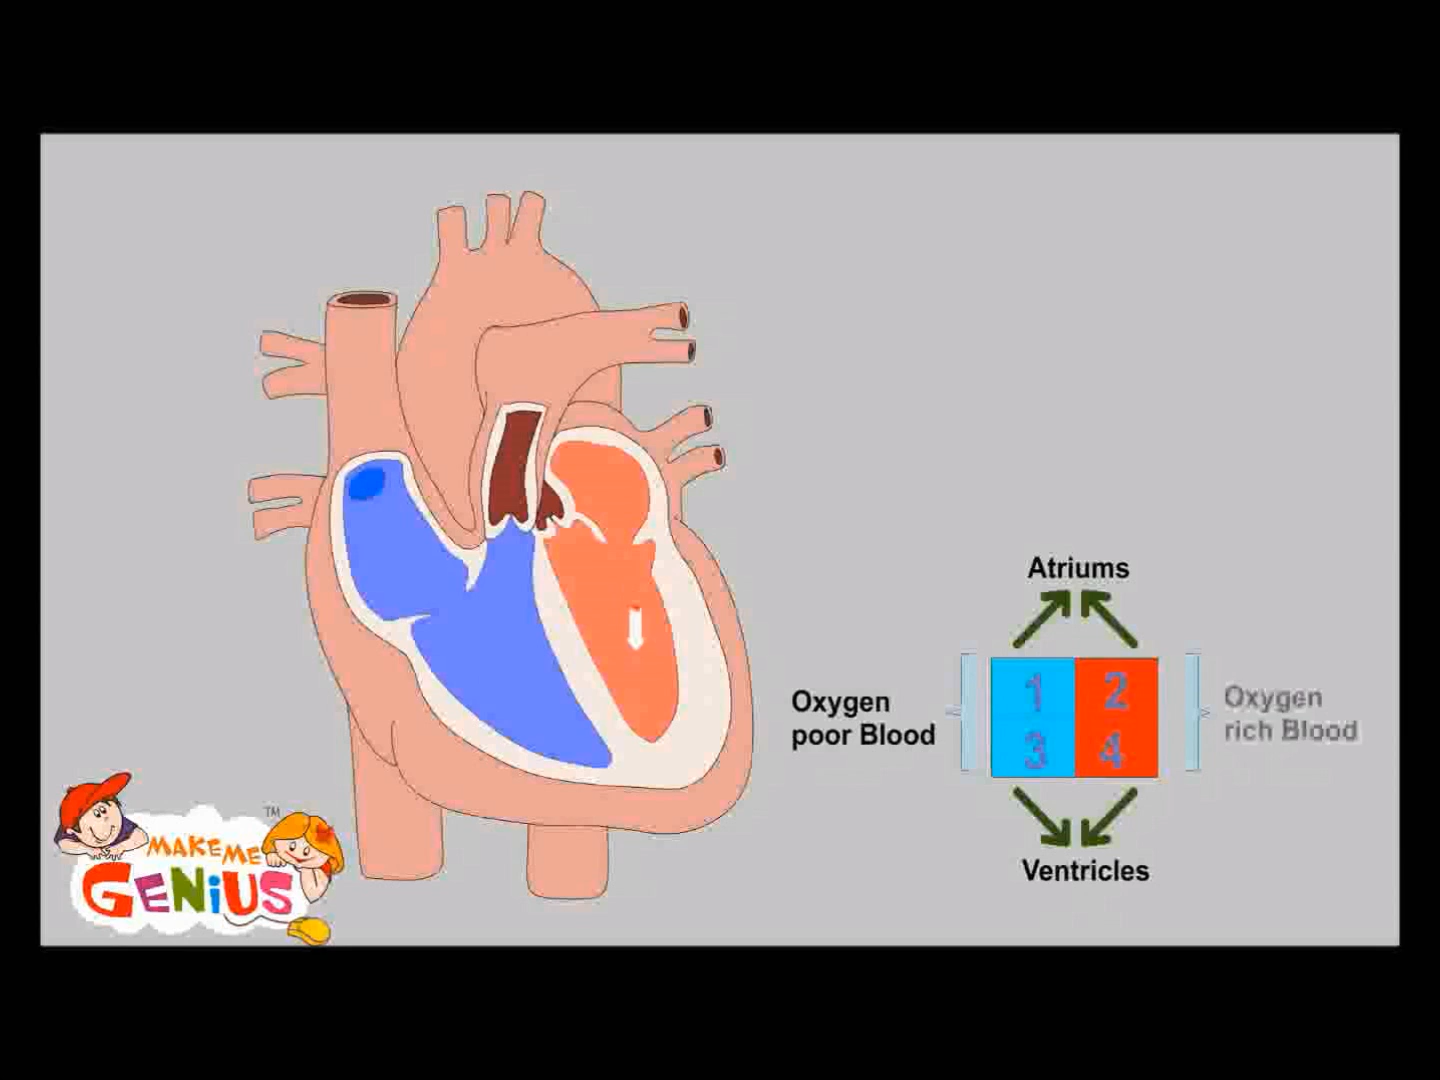 Atriums
Oxygen
poor Blood
1 2
3 4
Oxygen
rich Blood
Ventricles
MAKE ME
GENiUS
TM